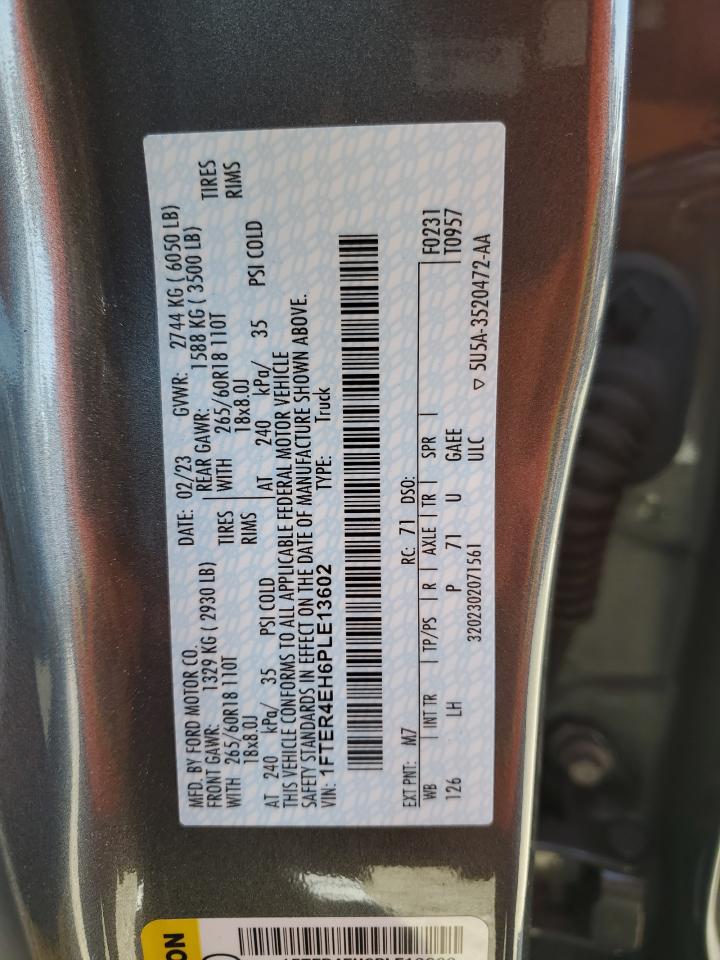 MFD. BY FORD MOTOR CO. DATE: 02/23 GVWR: 2744 KG ( 6050 LB)
FRONT GAWR: 1329 KG ( 2930 LB) REAR GAWR: 1588 KG ( 3500 LB)
WITH 265/60R18 110T TIRES WITH 265/60R18 110T TIRES
18x8.0J RIMS 18x8.0J RIMS
AT 240 kPa/ 35 PSI COLD AT 240 kPa/ 35 PSI COLD
THIS VEHICLE CONFORMS TO ALL APPLICABLE FEDERAL MOTOR VEHICLE
SAFETY STANDARDS IN EFFECT ON THE DATE OF MANUFACTURE SHOWN ABOVE.
VIN: 1FTER4EH6PLE13602 TYPE: Truck
EXT PNT: M7 RC: 71 DSO: F0231
WB INT TR TP/PS R AXLE TR SPR T0957
126 LH P 71 U GAEE
3202302071561 ULC ▽ 5U5A-3520472-AA
ON